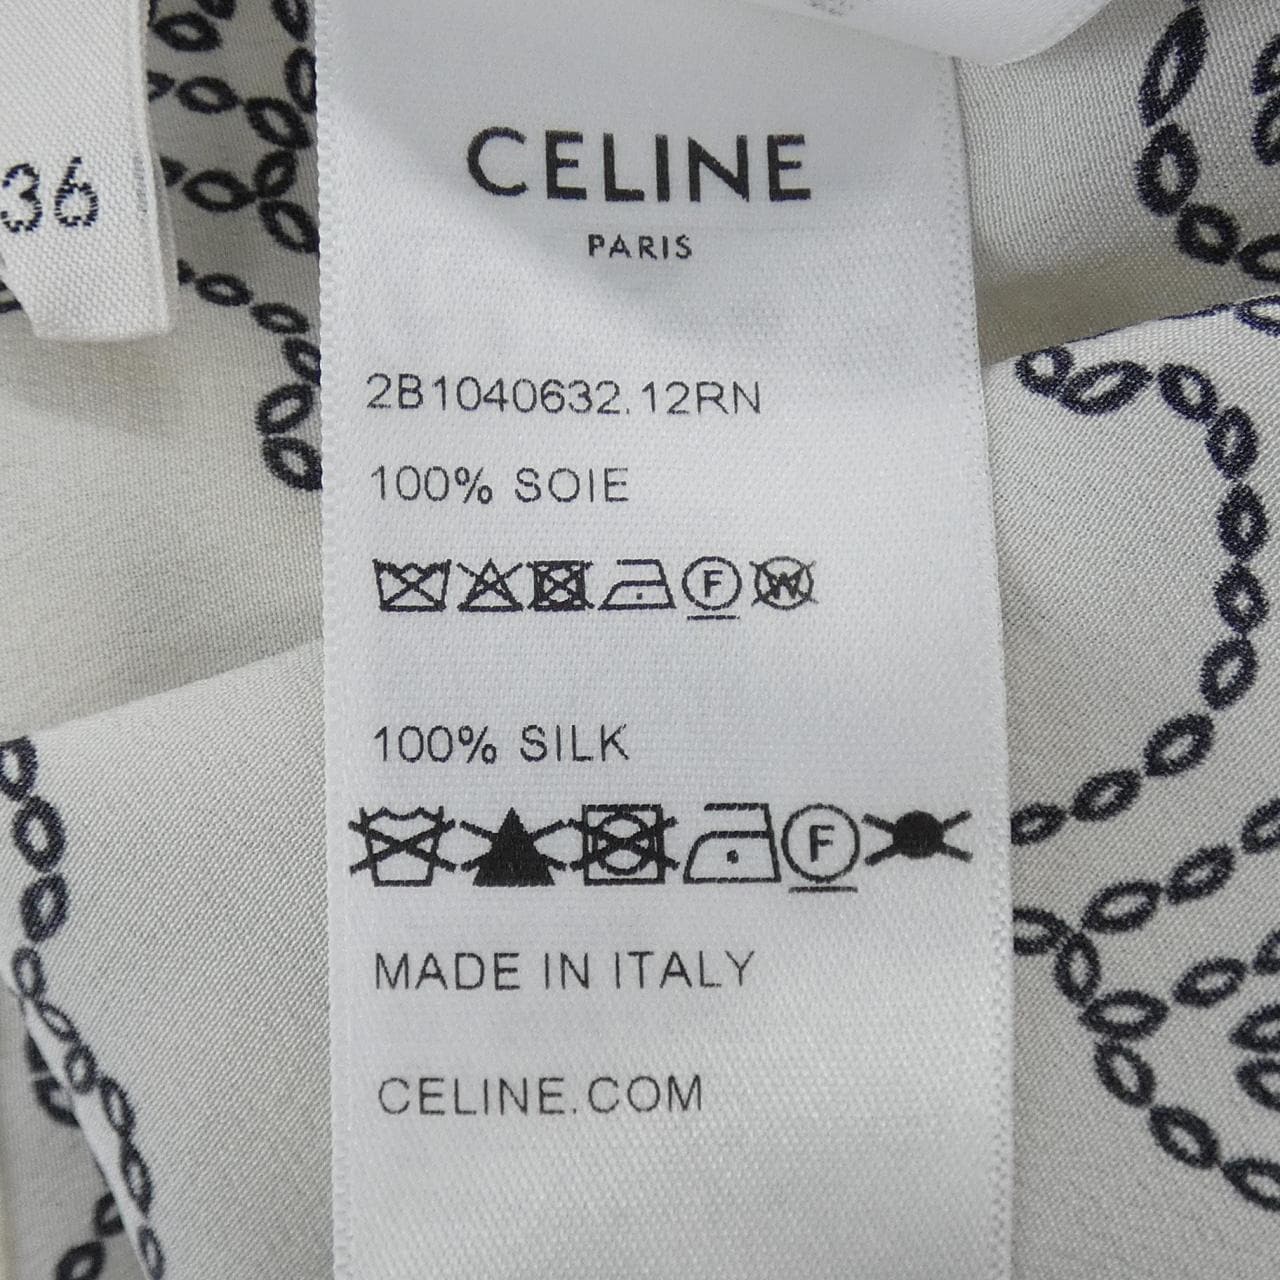 36
CELINE
PARIS
2B1040632.12RN
100% SOIE
F W
100% SILK
F
MADE IN ITALY
CELINE.COM